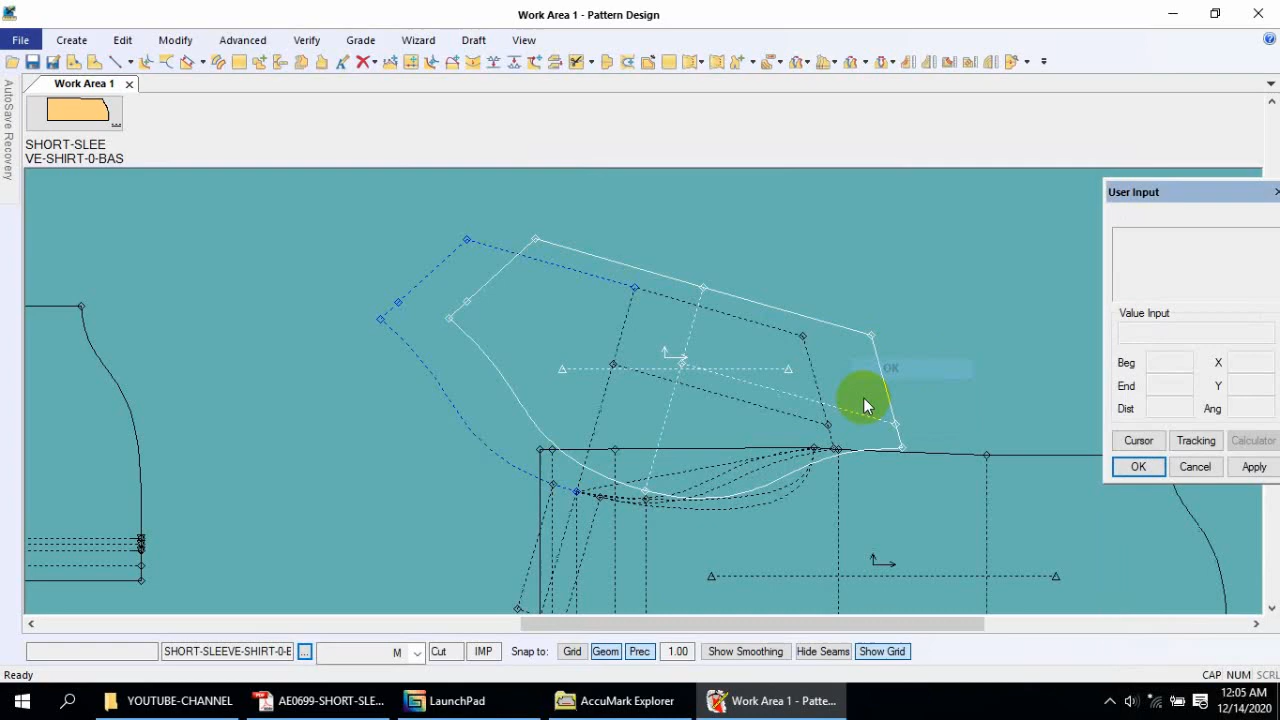 Work Area 1 - Pattern Design
File Create Edit Modify Advanced Verify Grade Wizard Draft View
Work Area 1
AutoSave Recovery
SHORT-SLEE
VE-SHIRT-0-BAS
User Input
Value Input
Beg X
End Y
Dist Ang
Cursor Tracking Calculator
OK Cancel Apply
OK
SHORT-SLEEVE-SHIRT-0-E ... M Cut IMP Snap to: Grid Geom Prec 1.00 Show Smoothing Hide Seams Show Grid
Ready CAP NUM SCRL
YOUTUBE-CHANNEL AE0699-SHORT-SLE... LaunchPad AccuMark Explorer Work Area 1 - Patte...
12:05 AM
12/14/2020